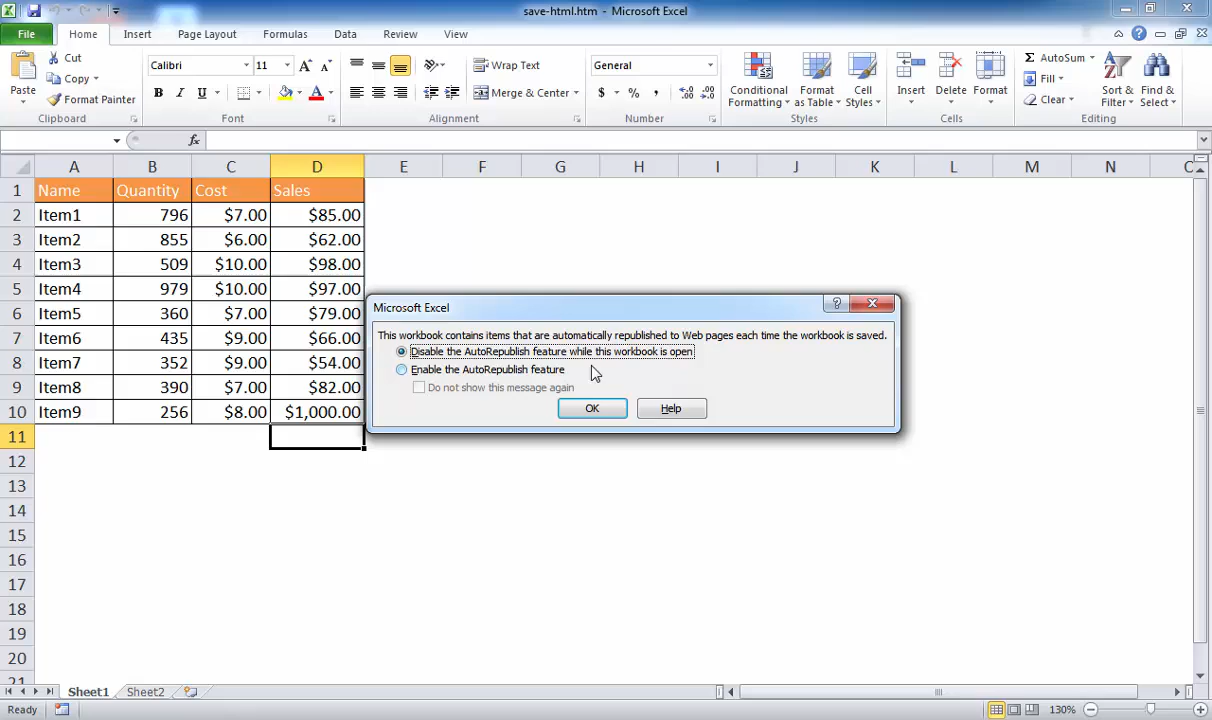 save-html.htm - Microsoft Excel
File Home Insert Page Layout Formulas Data Review View
Paste
Cut
Copy
Format Painter
Clipboard
Calibri 11
B I U
Font
Wrap Text
Merge & Center
Alignment
General
$ % ,
Number
Conditional Formatting
Format as Table
Cell Styles
Styles
Insert Delete Format
Cells
AutoSum
Fill
Clear
Sort & Filter
Find & Select
Editing
fx
A B C D E F G H I J K L M N
1 Name Quantity Cost Sales
2 Item1 796 $7.00 $85.00
3 Item2 855 $6.00 $62.00
4 Item3 509 $10.00 $98.00
5 Item4 979 $10.00 $97.00
6 Item5 360 $7.00 $79.00
7 Item6 435 $9.00 $66.00
8 Item7 352 $9.00 $54.00
9 Item8 390 $7.00 $82.00
10 Item9 256 $8.00 $1,000.00
11
12
13
14
15
16
17
18
19
20
21
Microsoft Excel
This workbook contains items that are automatically republished to Web pages each time the workbook is saved.
Disable the AutoRepublish feature while this workbook is open
Enable the AutoRepublish feature
Do not show this message again
OK Help
Sheet1 Sheet2
Ready 130%